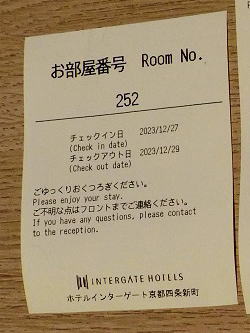 お部屋番号 Room No.
252
チェックイン日 2023/12/27
(Check in date)
チェックアウト日 2023/12/29
(Check out date)
ごゆっくりおくつろぎください。
Please enjoy your stay.
ご不明な点はフロントまでご連絡ください。
If you have any questions, please contact
to the reception.
INTERGATE HOTELS
ホテルインターゲート京都四条新町